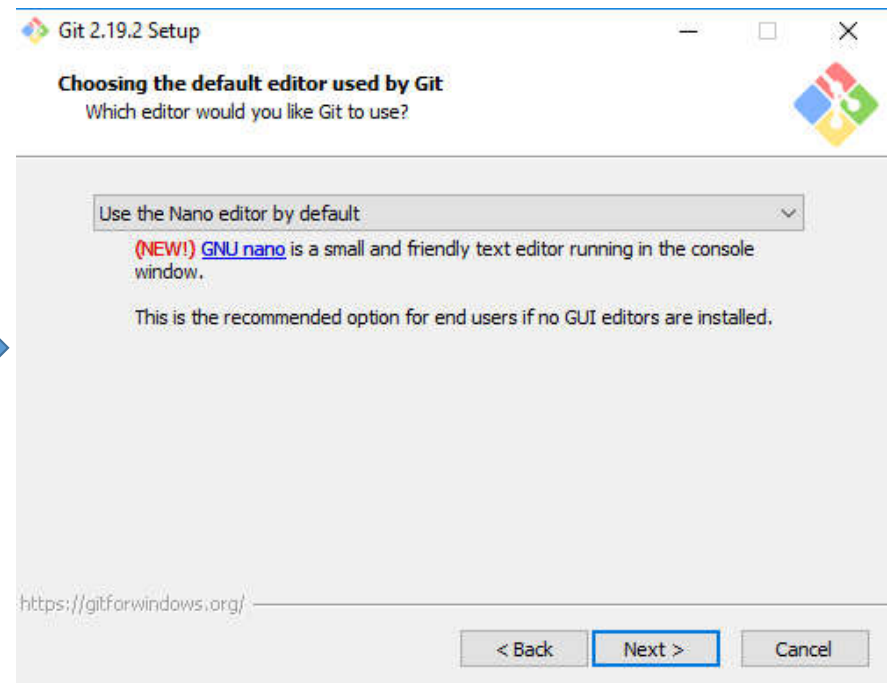 Git 2.19.2 Setup
Choosing the default editor used by Git
Which editor would you like Git to use?
Use the Nano editor by default
(NEW!) GNU nano is a small and friendly text editor running in the console
window.
This is the recommended option for end users if no GUI editors are installed.
https://gitforwindows.org/
< Back Next > Cancel